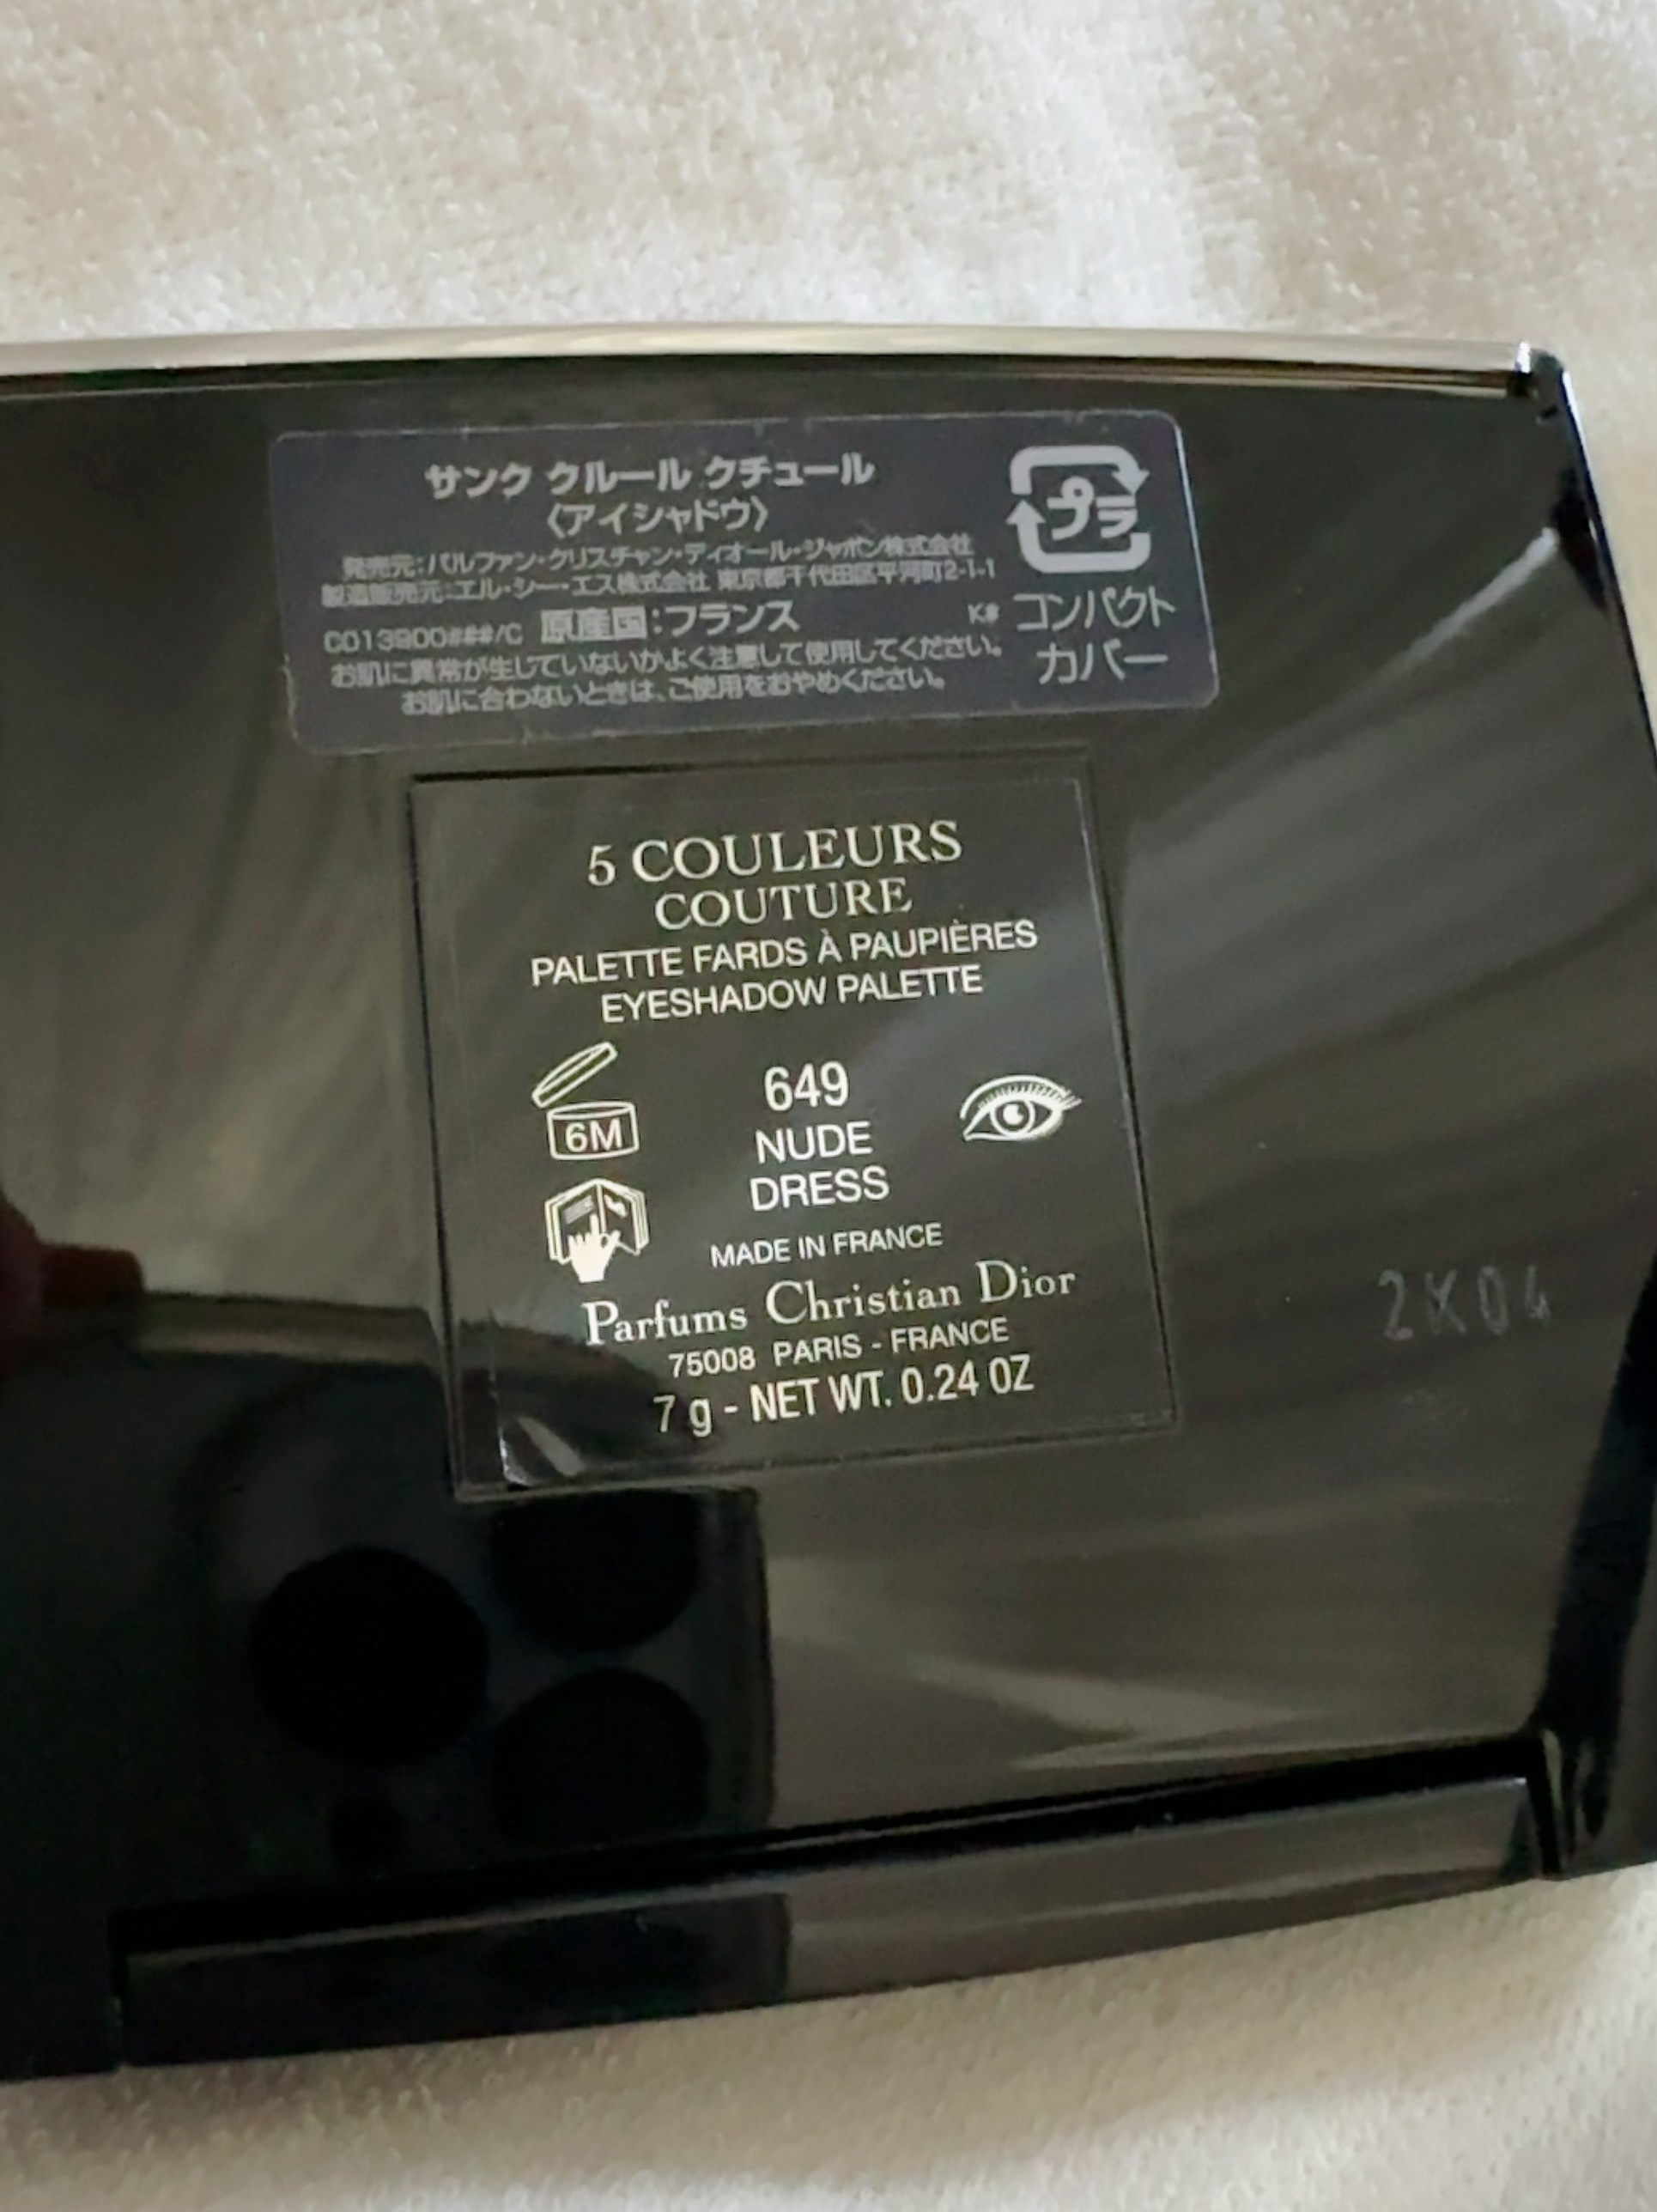 サンク クルール クチュール
〈アイシャドウ〉
プラ
発売元:パルファン・クリスチャン・ディオール・ジャポン株式会社
製造販売元:エル・シー・エス株式会社 東京都千代田区平河町2-1-1
C013900###/C 原産国:フランス K#
コンパクト
カバー
お肌に異常が生じていないかよく注意して使用してください。
お肌に合わないときは、ご使用をおやめください。
5 COULEURS
COUTURE
PALETTE FARDS À PAUPIÈRES
EYESHADOW PALETTE
6M
649
NUDE
DRESS
MADE IN FRANCE
Parfums Christian Dior
75008 PARIS - FRANCE
7 g - NET WT. 0.24 OZ
2X04